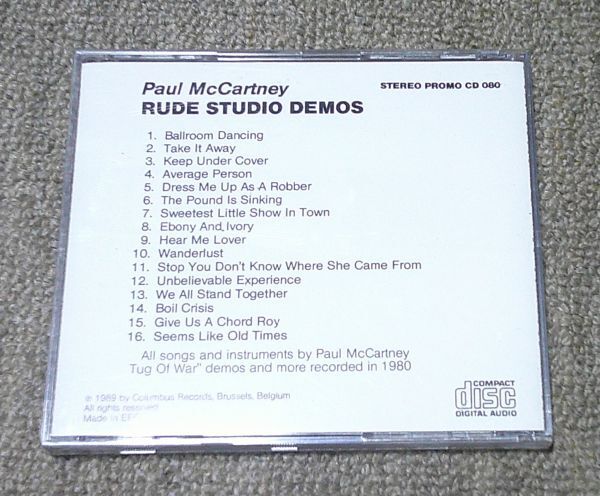 Paul McCartney
STEREO PROMO CD 080
RUDE STUDIO DEMOS
1. Ballroom Dancing
2. Take It Away
3. Keep Under Cover
4. Average Person
5. Dress Me Up As A Robber
6. The Pound Is Sinking
7. Sweetest Little Show In Town
8. Ebony And Ivory
9. Hear Me Lover
10. Wanderlust
11. Stop You Don't Know Where She Came From
12. Unbelievable Experience
13. We All Stand Together
14. Boil Crisis
15. Give Us A Chord Roy
16. Seems Like Old Times
All songs and instruments by Paul McCartney
Tug Of War" demos and more recorded in 1980
℗ 1989 by Columbus Records, Brussels, Belgium
All rights reserved
Made in
COMPACT
disc
DIGITAL AUDIO